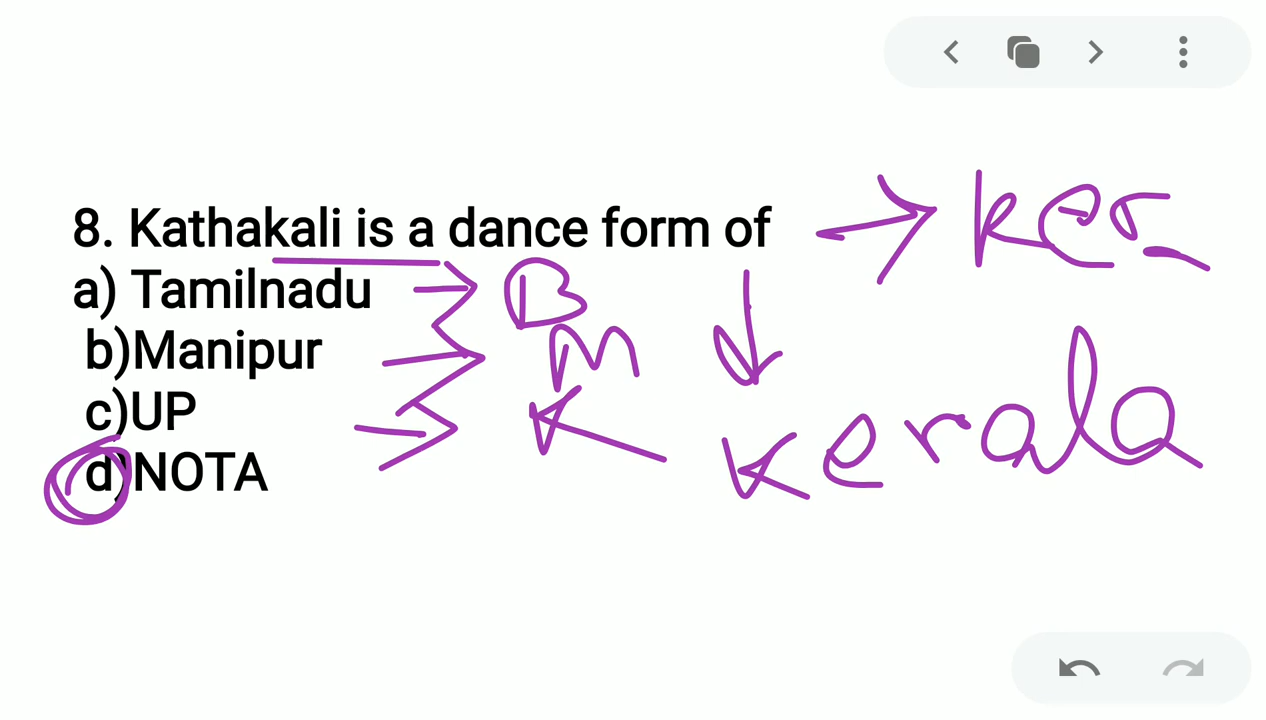 8. Kathakali is a dance form of → Ker
a) Tamilnadu → B
b)Manipur → M
c)UP → K
Kerala
d)NOTA